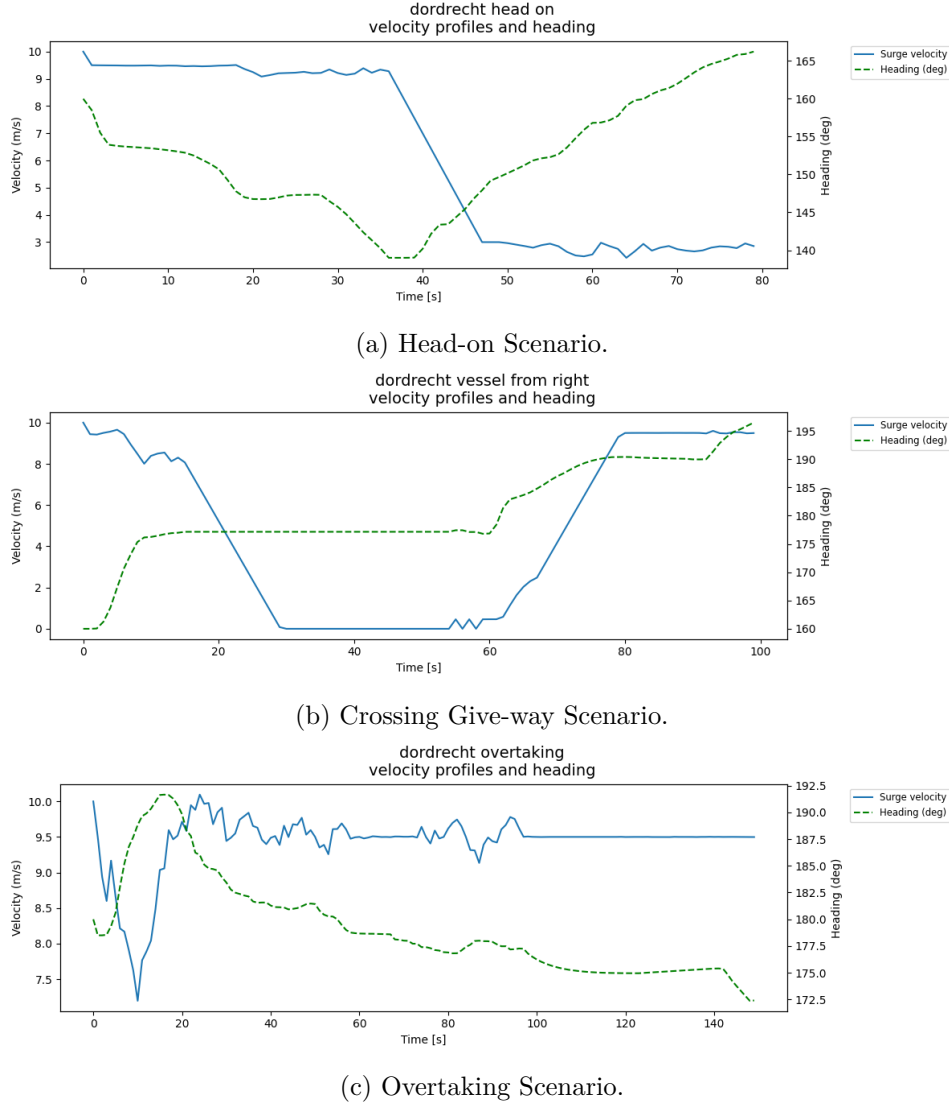 dordrecht head on
velocity profiles and heading
10
9
8
7
6
5
4
3
Velocity (m/s)
165
160
155
150
145
140
Heading (deg)
0 10 20 30 40 50 60 70 80
Time [s]
Surge velocity
Heading (deg)
(a) Head-on Scenario.
dordrecht vessel from right
velocity profiles and heading
10
8
6
4
2
0
Velocity (m/s)
195
190
185
180
175
170
165
160
Heading (deg)
0 20 40 60 80 100
Time [s]
Surge velocity
Heading (deg)
(b) Crossing Give-way Scenario.
dordrecht overtaking
velocity profiles and heading
10.0
9.5
9.0
8.5
8.0
7.5
Velocity (m/s)
192.5
190.0
187.5
185.0
182.5
180.0
177.5
175.0
172.5
Heading (deg)
0 20 40 60 80 100 120 140
Time [s]
Surge velocity
Heading (deg)
(c) Overtaking Scenario.